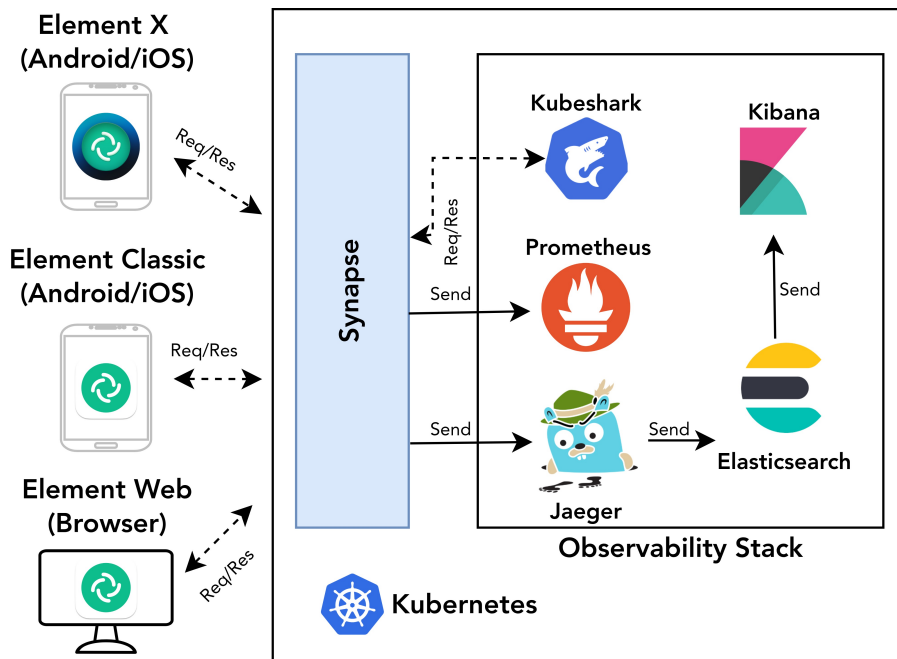 Element X
(Android/iOS)
Req/Res
Element Classic
(Android/iOS)
Req/Res
Element Web
(Browser)
Req/Res
Synapse
Kubeshark
Kibana
Req/Res
Prometheus
Send
Send
Send
Send
Elasticsearch
Jaeger
Observability Stack
Kubernetes